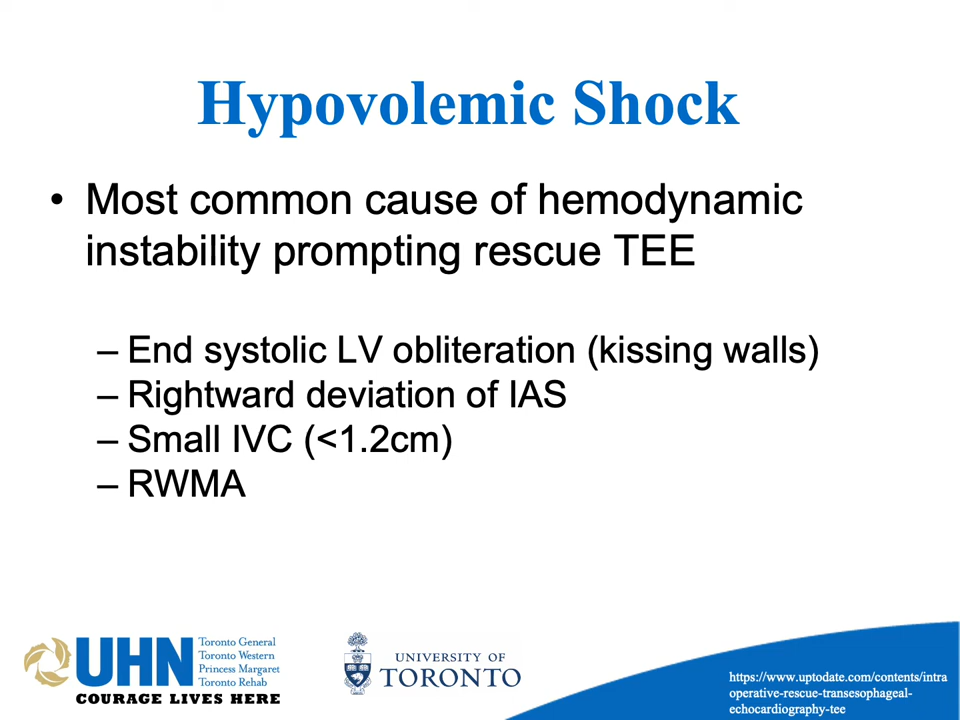 Hypovolemic Shock
• Most common cause of hemodynamic
instability prompting rescue TEE
– End systolic LV obliteration (kissing walls)
– Rightward deviation of IAS
– Small IVC (<1.2cm)
– RWMA
UHN
Toronto General
Toronto Western
Princess Margaret
Toronto Rehab
COURAGE LIVES HERE
UNIVERSITY OF
TORONTO
https://www.uptodate.com/contents/intra
operative-rescue-transesophageal-
echocardiography-tee